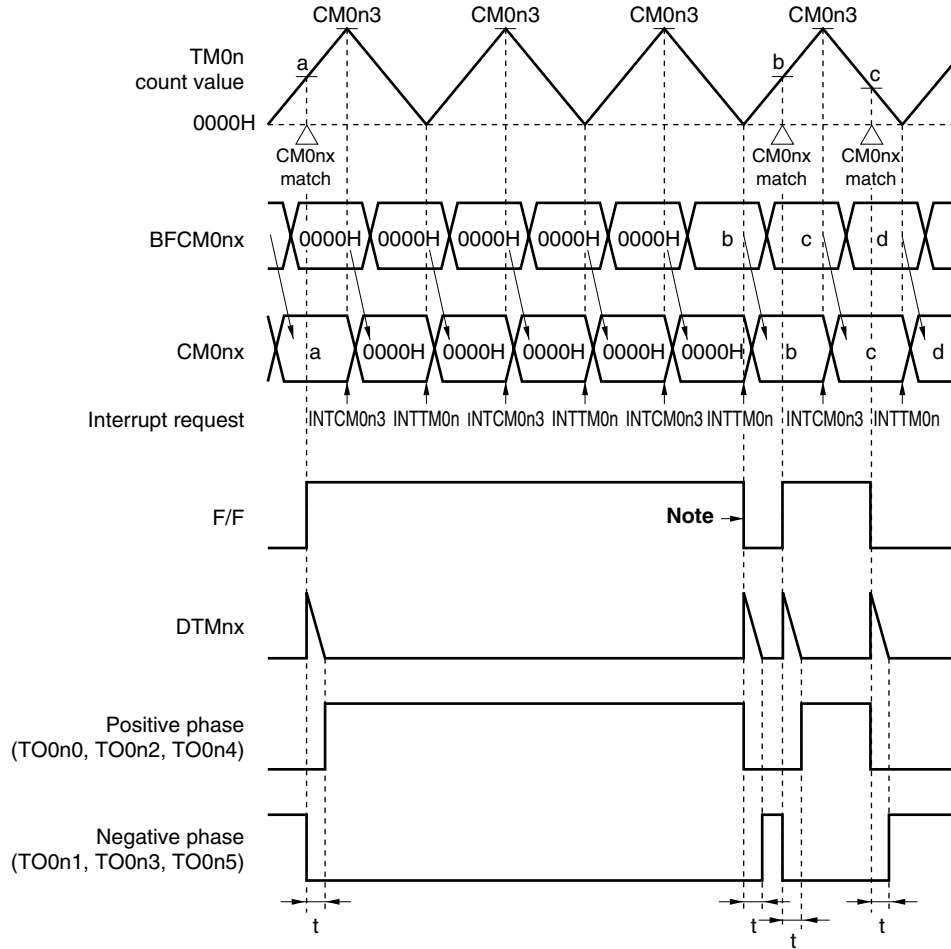 CM0n3 CM0n3 CM0n3 CM0n3
TM0n
count value
a b c
0000H
CM0nx
match
CM0nx
match
CM0nx
match
BFCM0nx 0000H 0000H 0000H 0000H 0000H b c d
CM0nx a 0000H 0000H 0000H 0000H 0000H b c d
Interrupt request INTCM0n3 INTTM0n INTCM0n3 INTTM0n INTCM0n3 INTTM0n INTCM0n3 INTTM0n
F/F Note
DTMnx
Positive phase
(TO0n0, TO0n2, TO0n4)
Negative phase
(TO0n1, TO0n3, TO0n5)
t t t t